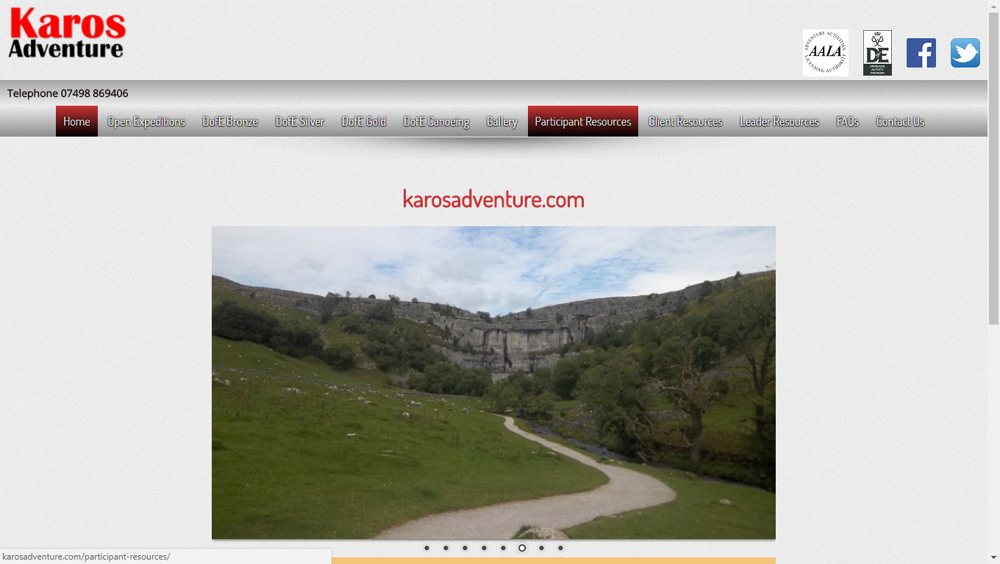 Karos
Adventure
ADVENTURE ACTIVITIES
AALA
LICENSING AUTHORITY
DE
APPROVED
ACTIVITY
PROVIDER
Telephone 07498 869406
Home Open Expeditions DofE Bronze DofE Silver DofE Gold DofE Canoeing Gallery Participant Resources Client Resources Leader Resources FAQs Contact Us
karosadventure.com
karosadventure.com/participant-resources/